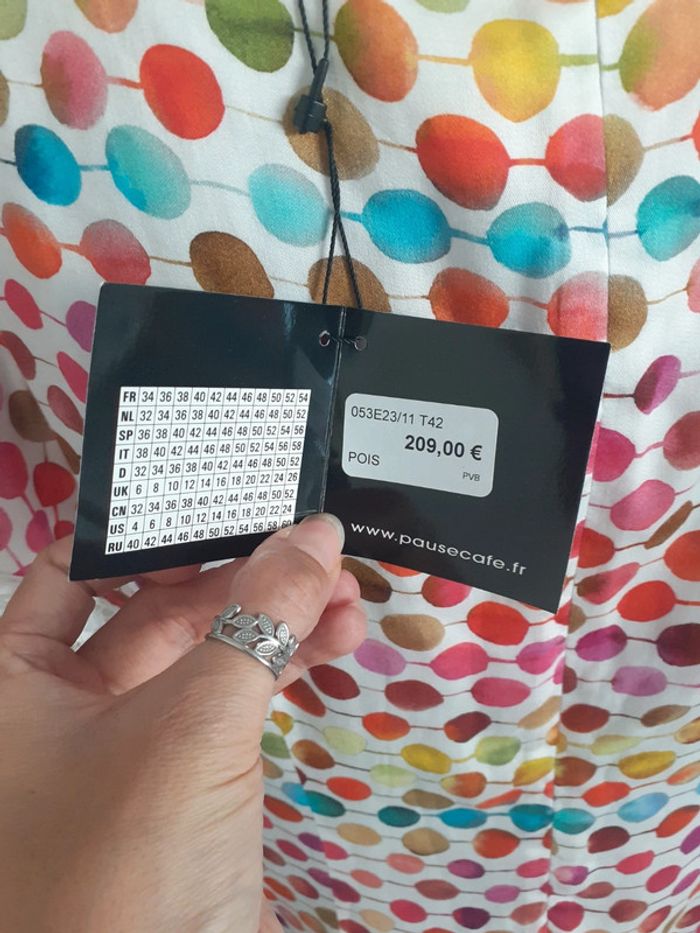 FR 34 36 38 40 42 44 46 48 50 52 54
NL 32 34 36 38 40 42 44 46 48 50 52
SP 36 38 40 42 44 46 48 50 52 54 56
IT 38 40 42 44 46 48 50 52 54 56 58
D 32 34 36 38 40 42 44 46 48 50 52
UK 6 8 10 12 14 16 18 20 22 24 26
CN 32 34 36 38 40 42 44 46 48 50 52
US 4 6 8 10 12 14 16 18 20 22 24
RU 40 42 44 46 48 50 52 54 56 58 60
053E23/11 T42
209,00 €
POIS
PVB
www.pausecafe.fr